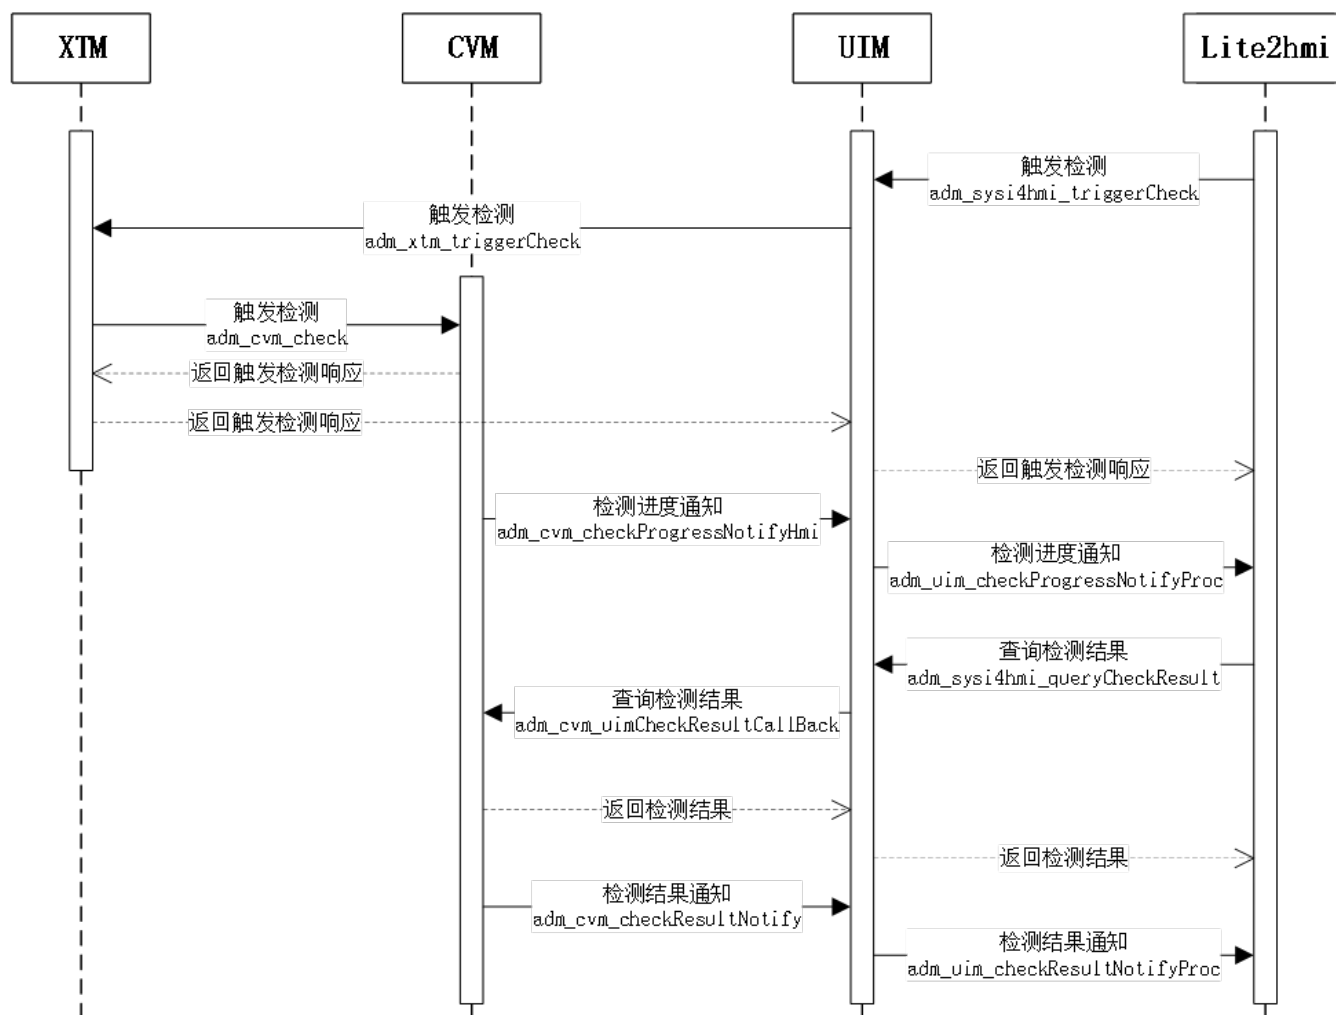 XTM
CVM
UIM
Lite2hmi
触发检测
adm_sysi4hmi_triggerCheck
触发检测
adm_xtm_triggerCheck
触发检测
adm_cvm_check
返回触发检测响应
返回触发检测响应
返回触发检测响应
检测进度通知
adm_cvm_checkProgressNotifyHmi
检测进度通知
adm_uim_checkProgressNotifyProc
查询检测结果
adm_sysi4hmi_queryCheckResult
查询检测结果
adm_cvm_uimCheckResultCallBack
返回检测结果
返回检测结果
检测结果通知
adm_cvm_checkResultNotify
检测结果通知
adm_uim_checkResultNotifyProc